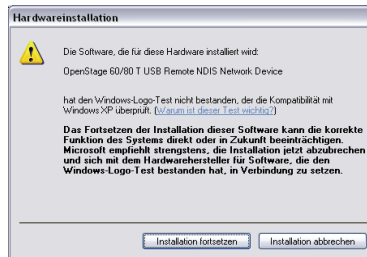 Hardwareinstallation
Die Software, die für diese Hardware installiert wird:
OpenStage 60/80 T USB Remote NDIS Network Device
hat den Windows-Logo-Test nicht bestanden, der die Kompatibilität mit
Windows XP überprüft. (Warum ist dieser Test wichtig?)
Das Fortsetzen der Installation dieser Software kann die korrekte
Funktion des Systems direkt oder in Zukunft beeinträchtigen.
Microsoft empfiehlt strengstens, die Installation jetzt abzubrechen
und sich mit dem Hardwarehersteller für Software, die den
Windows-Logo-Test bestanden hat, in Verbindung zu setzen.
Installation fortsetzen
Installation abbrechen